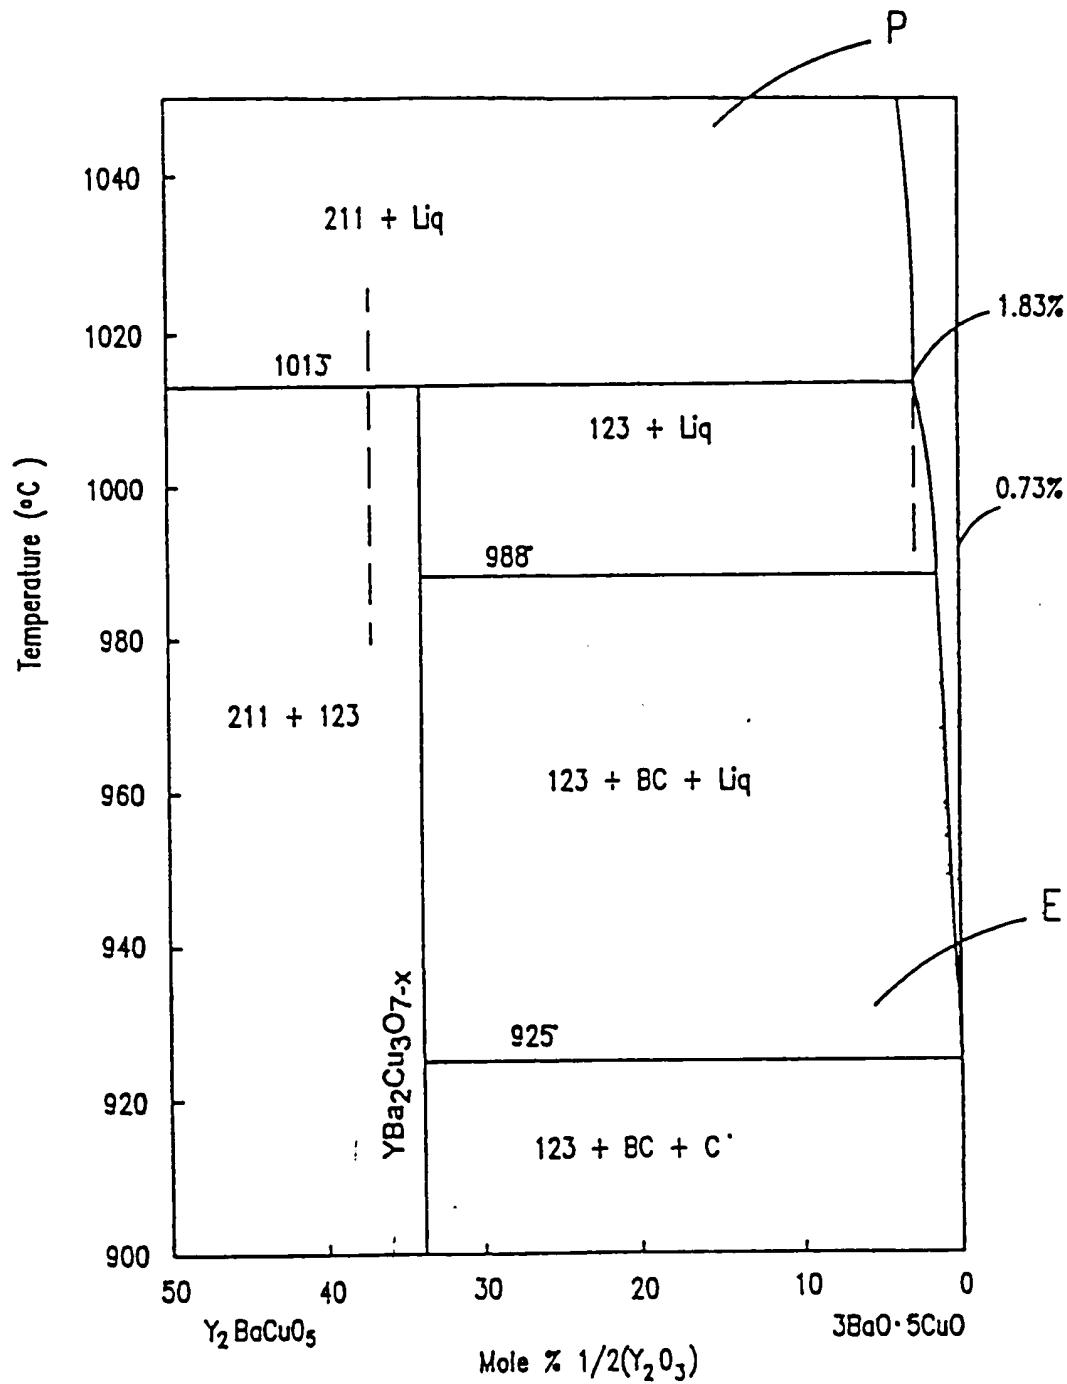 P
1040
211 + Liq
1.83%
1020
1013
123 + Liq
1000
0.73%
988
980
211 + 123
960
123 + BC + Liq
E
940
YBa2Cu3O7-x
925
920
123 + BC + C
900
50
30
20
10
0
Y2BaCuO5
3BaO·5CuO
Mole % 1/2(Y2O3)
Temperature (°C)